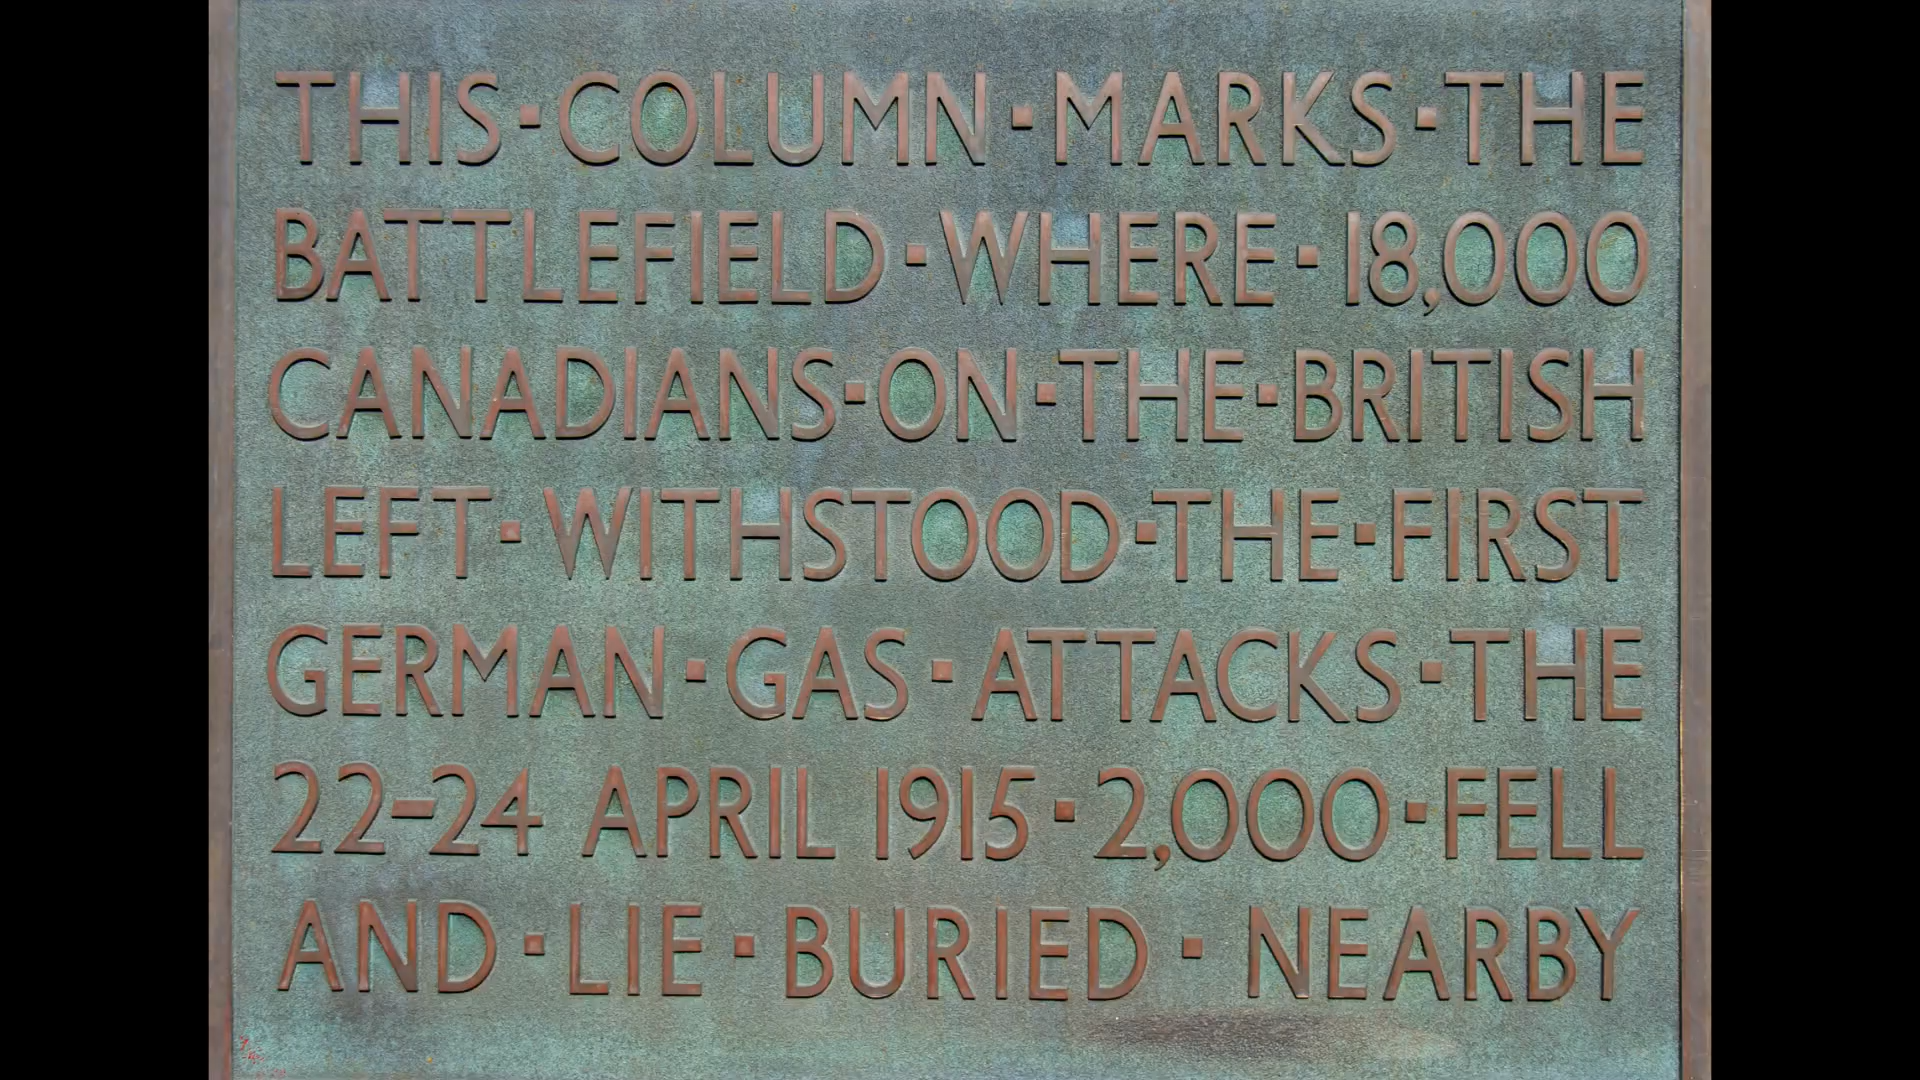 THIS·COLUMN·MARKS·THE
BATTLEFIELD·WHERE·18,000
CANADIANS·ON·THE·BRITISH
LEFT·WITHSTOOD·THE·FIRST
GERMAN·GAS·ATTACKS·THE
22-24 APRIL 1915·2,000·FELL
AND·LIE·BURIED·NEARBY